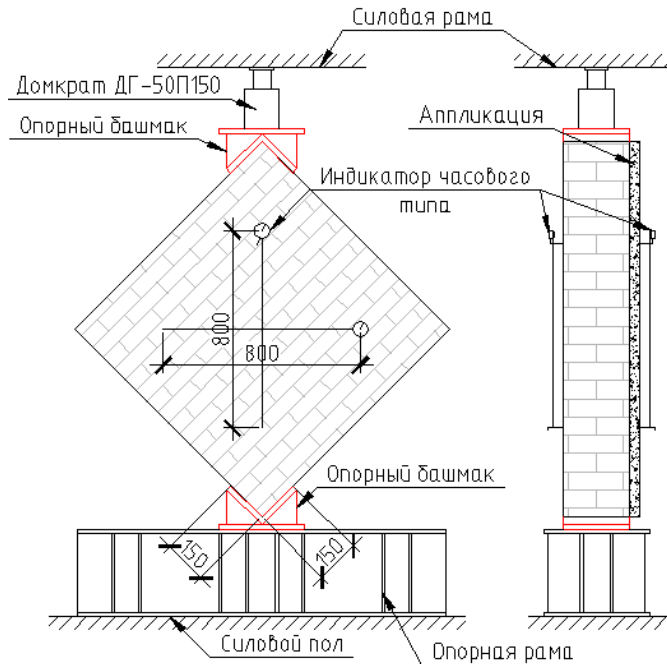 Силовая рама
Домкрат ДГ-50П150
Опорный башмак
Аппликация
Индикатор часового
типа
800
800
Опорный башмак
150
150
Силовой пол
Опорная рама